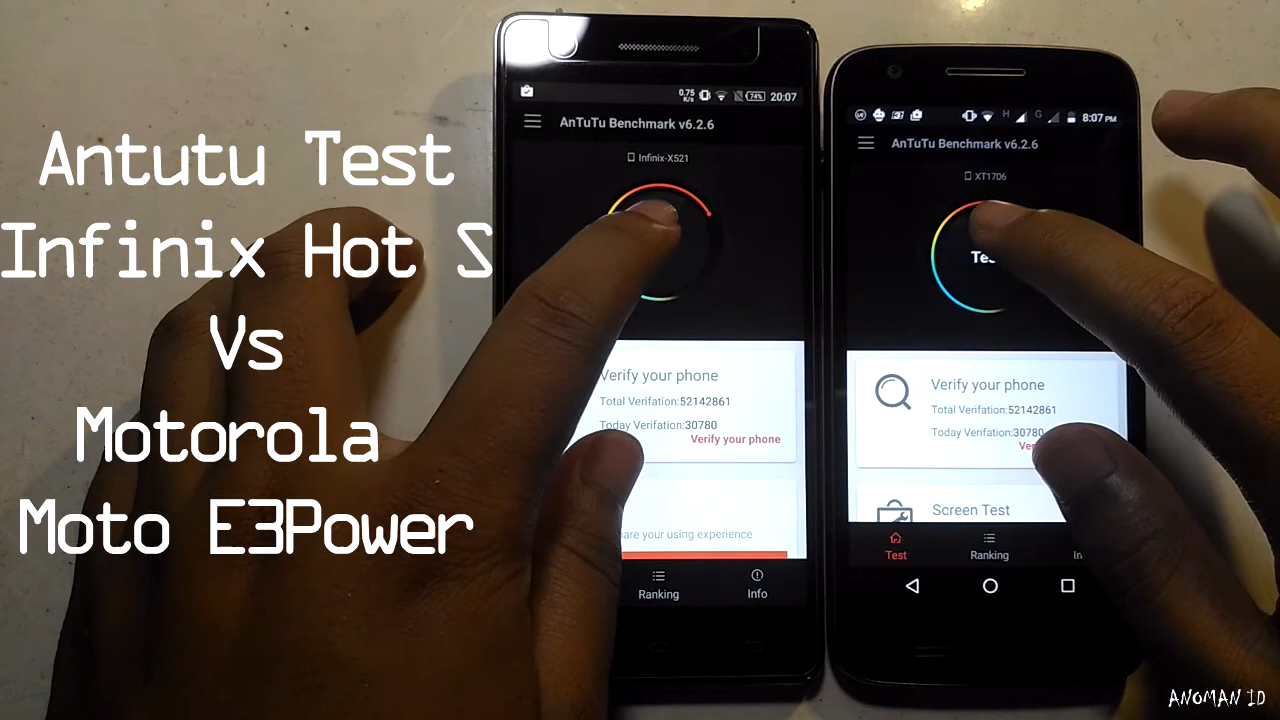 Antutu Test
Infinix Hot S
Vs
Motorola
Moto E3Power
0.75
K/s
74%
20:07
AnTuTu Benchmark v6.2.6
Infinix-X521
Verify your phone
Total Verifation:52142861
Today Verifation:30780
Verify your phone
your using experience
Ranking
Info
H
G
8:07PM
AnTuTu Benchmark v6.2.6
XT1706
Verify your phone
Total Verifation:52142861
Today Verifation:30780
Screen Test
Test
Ranking
ANOMAN ID